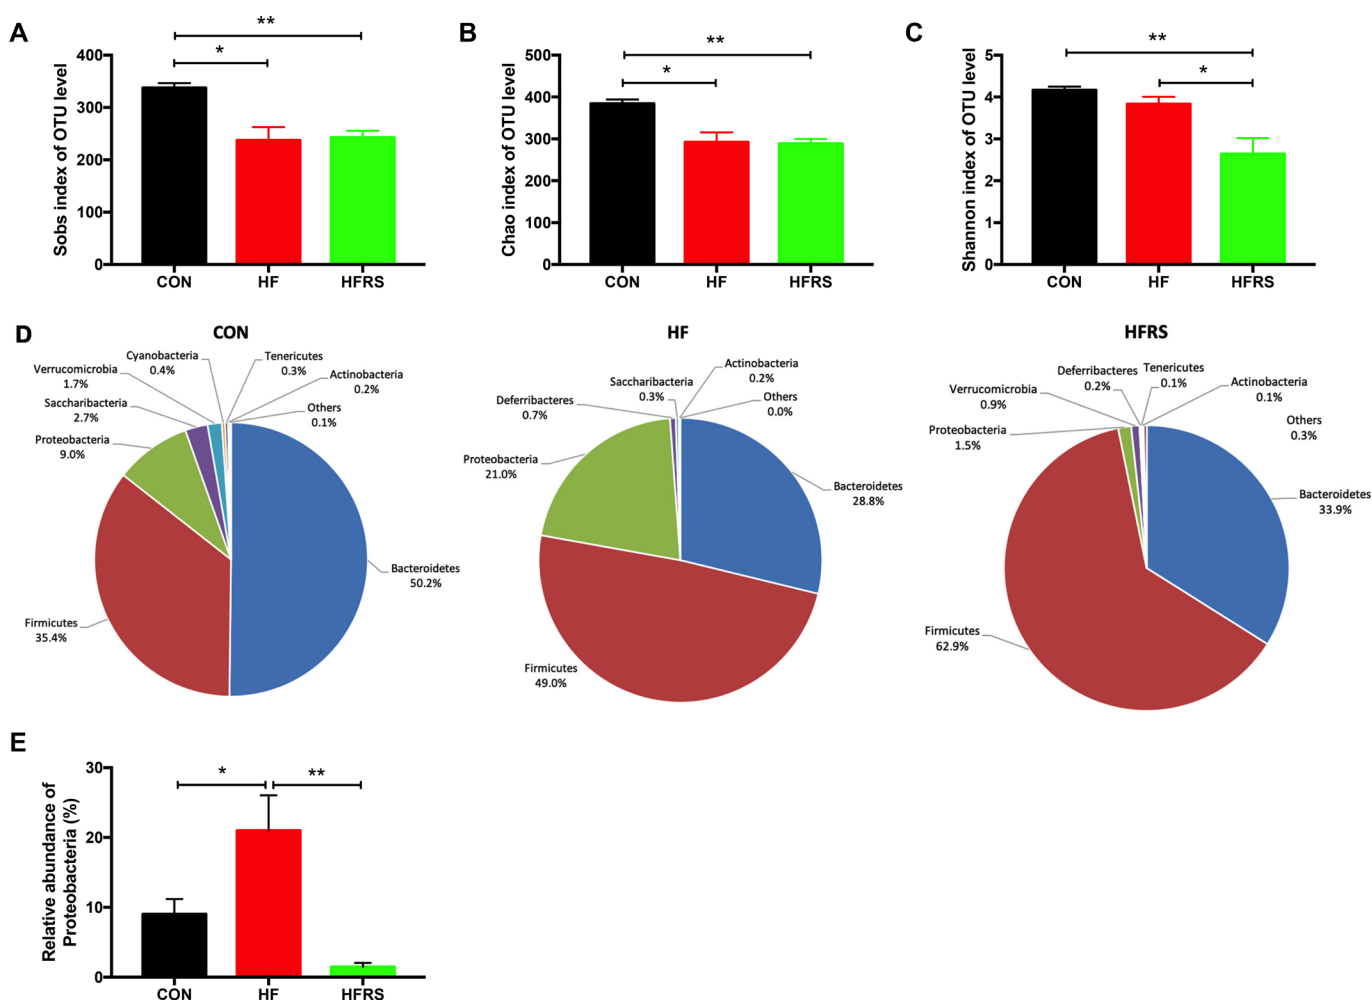 A
**
*
Sobs index of OTU level
400
300
200
100
0
CON
HF
HFRS
B
**
*
Chao index of OTU level
500
400
300
200
100
0
CON
HF
HFRS
C
**
*
Shannon index of OTU level
5
4
3
2
1
0
CON
HF
HFRS
D
CON
Cyanobacteria
0.4%
Tenericutes
0.3%
Verrucomicrobia
1.7%
Actinobacteria
0.2%
Saccharibacteria
2.7%
Others
0.1%
Proteobacteria
9.0%
Bacteroidetes
50.2%
Firmicutes
35.4%
HF
Actinobacteria
0.2%
Saccharibacteria
0.3%
Others
0.0%
Deferribacteres
0.7%
Proteobacteria
21.0%
Bacteroidetes
28.8%
Firmicutes
49.0%
HFRS
Deferribacteres
0.2%
Tenericutes
0.1%
Verrucomicrobia
0.9%
Actinobacteria
0.1%
Others
0.3%
Proteobacteria
1.5%
Bacteroidetes
33.9%
Firmicutes
62.9%
E
*
**
Relative abundance of
Proteobacteria (%)
30
20
10
0
CON
HF
HFRS